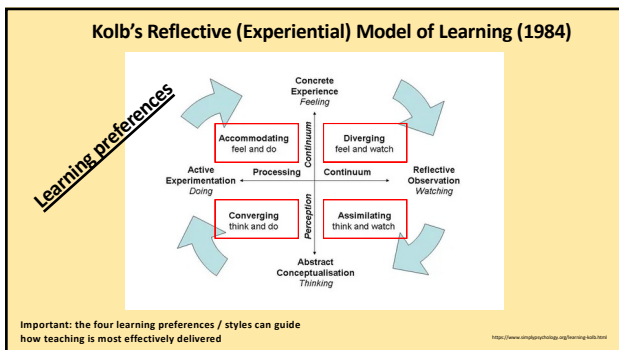 Kolb's Reflective (Experiential) Model of Learning (1984)
Learning preferences
Concrete
Experience
Feeling
Accommodating
feel and do
Continuum
Diverging
feel and watch
Active
Experimentation
Doing
Processing
Continuum
Reflective
Observation
Watching
Converging
think and do
Perception
Assimilating
think and watch
Abstract
Conceptualisation
Thinking
Important: the four learning preferences / styles can guide
how teaching is most effectively delivered
https://www.simplypsychology.org/learning-kolb.html